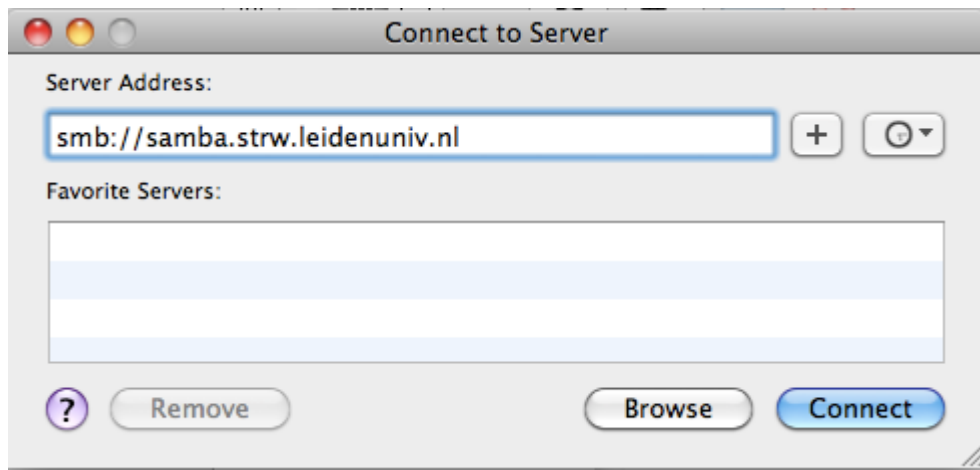 Connect to Server
Server Address:
smb://samba.strw.leidenuniv.nl
+
Favorite Servers:
? Remove Browse Connect